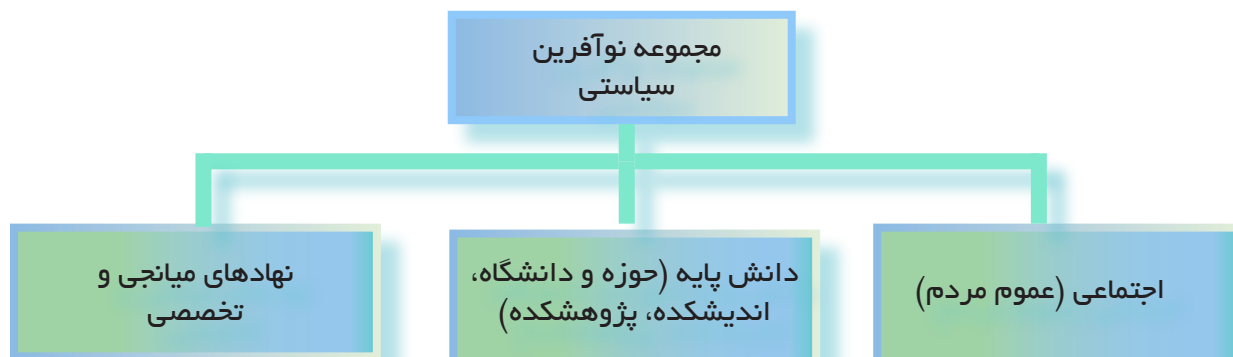 مجموعه نوآفرین
سیاستی
اجتماعی (عموم مردم)
دانش پایه (حوزه و دانشگاه،
اندیشکده، پژوهشکده)
نهادهای میانجی و
تخصصی